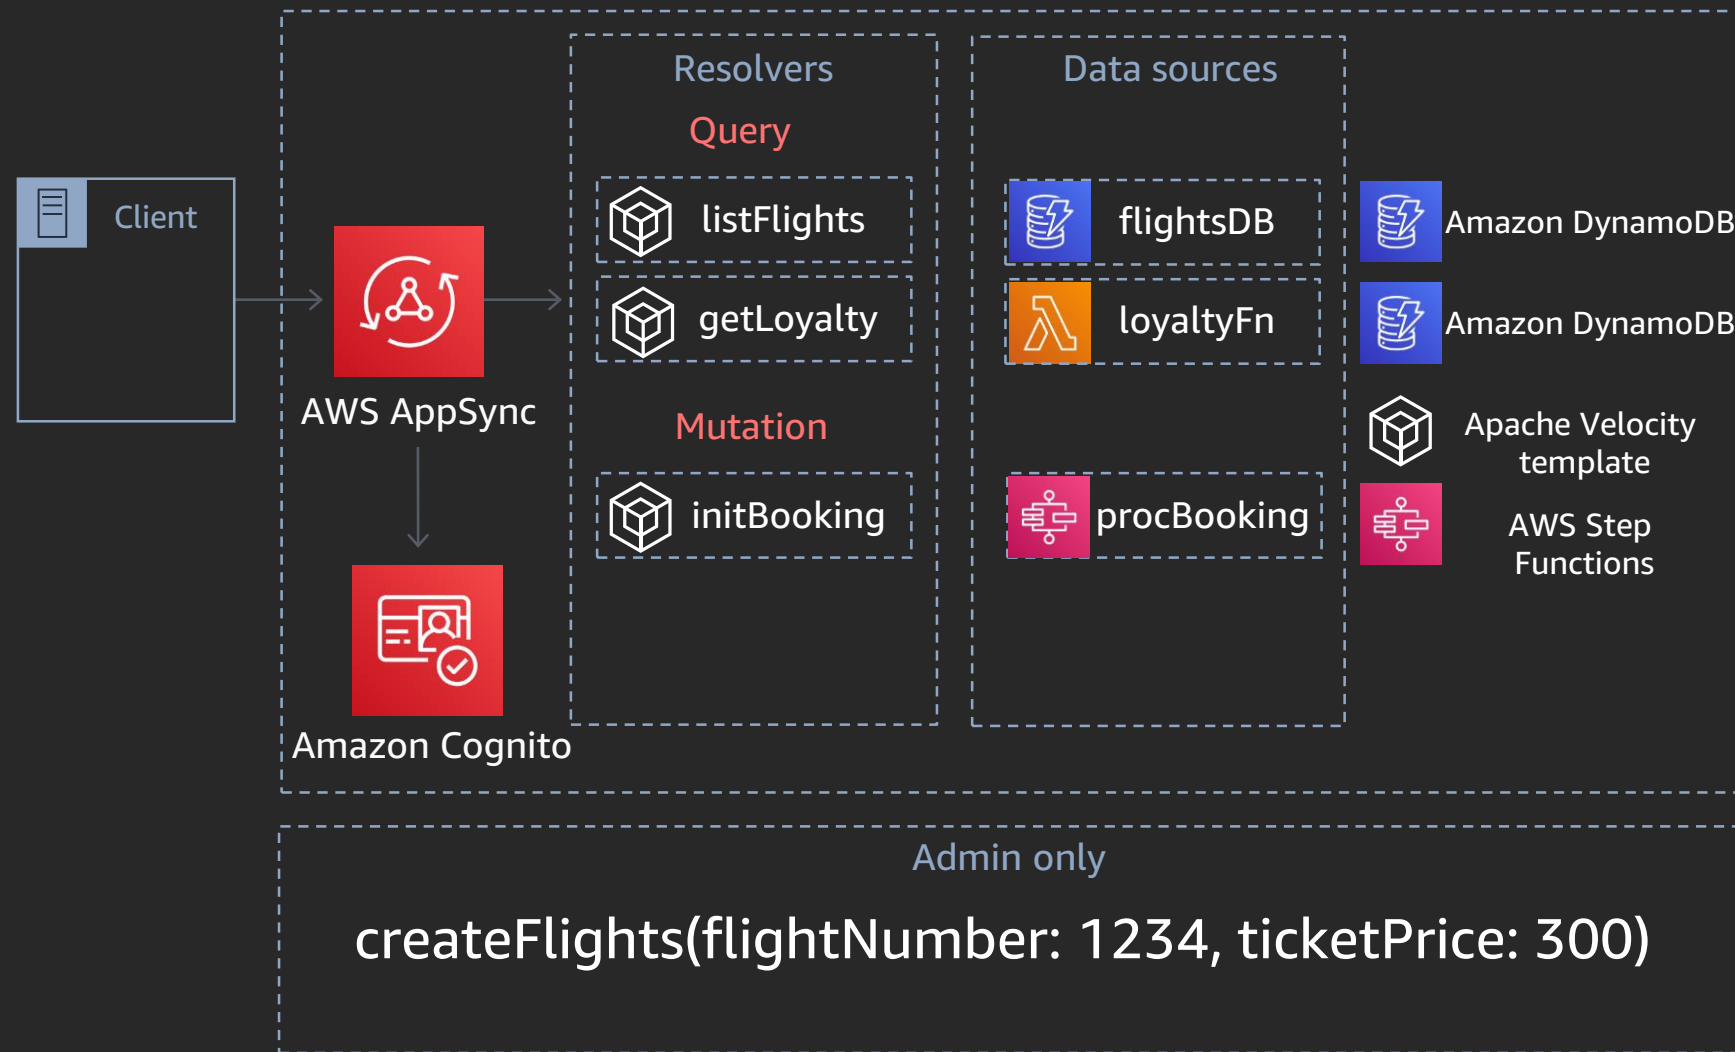 Client
AWS AppSync
Amazon Cognito
Resolvers
Query
listFlights
getLoyalty
Mutation
initBooking
Data sources
flightsDB
loyaltyFn
procBooking
Amazon DynamoDB
Amazon DynamoDB
Apache Velocity
template
AWS Step
Functions
Admin only
createFlights(flightNumber: 1234, ticketPrice: 300)